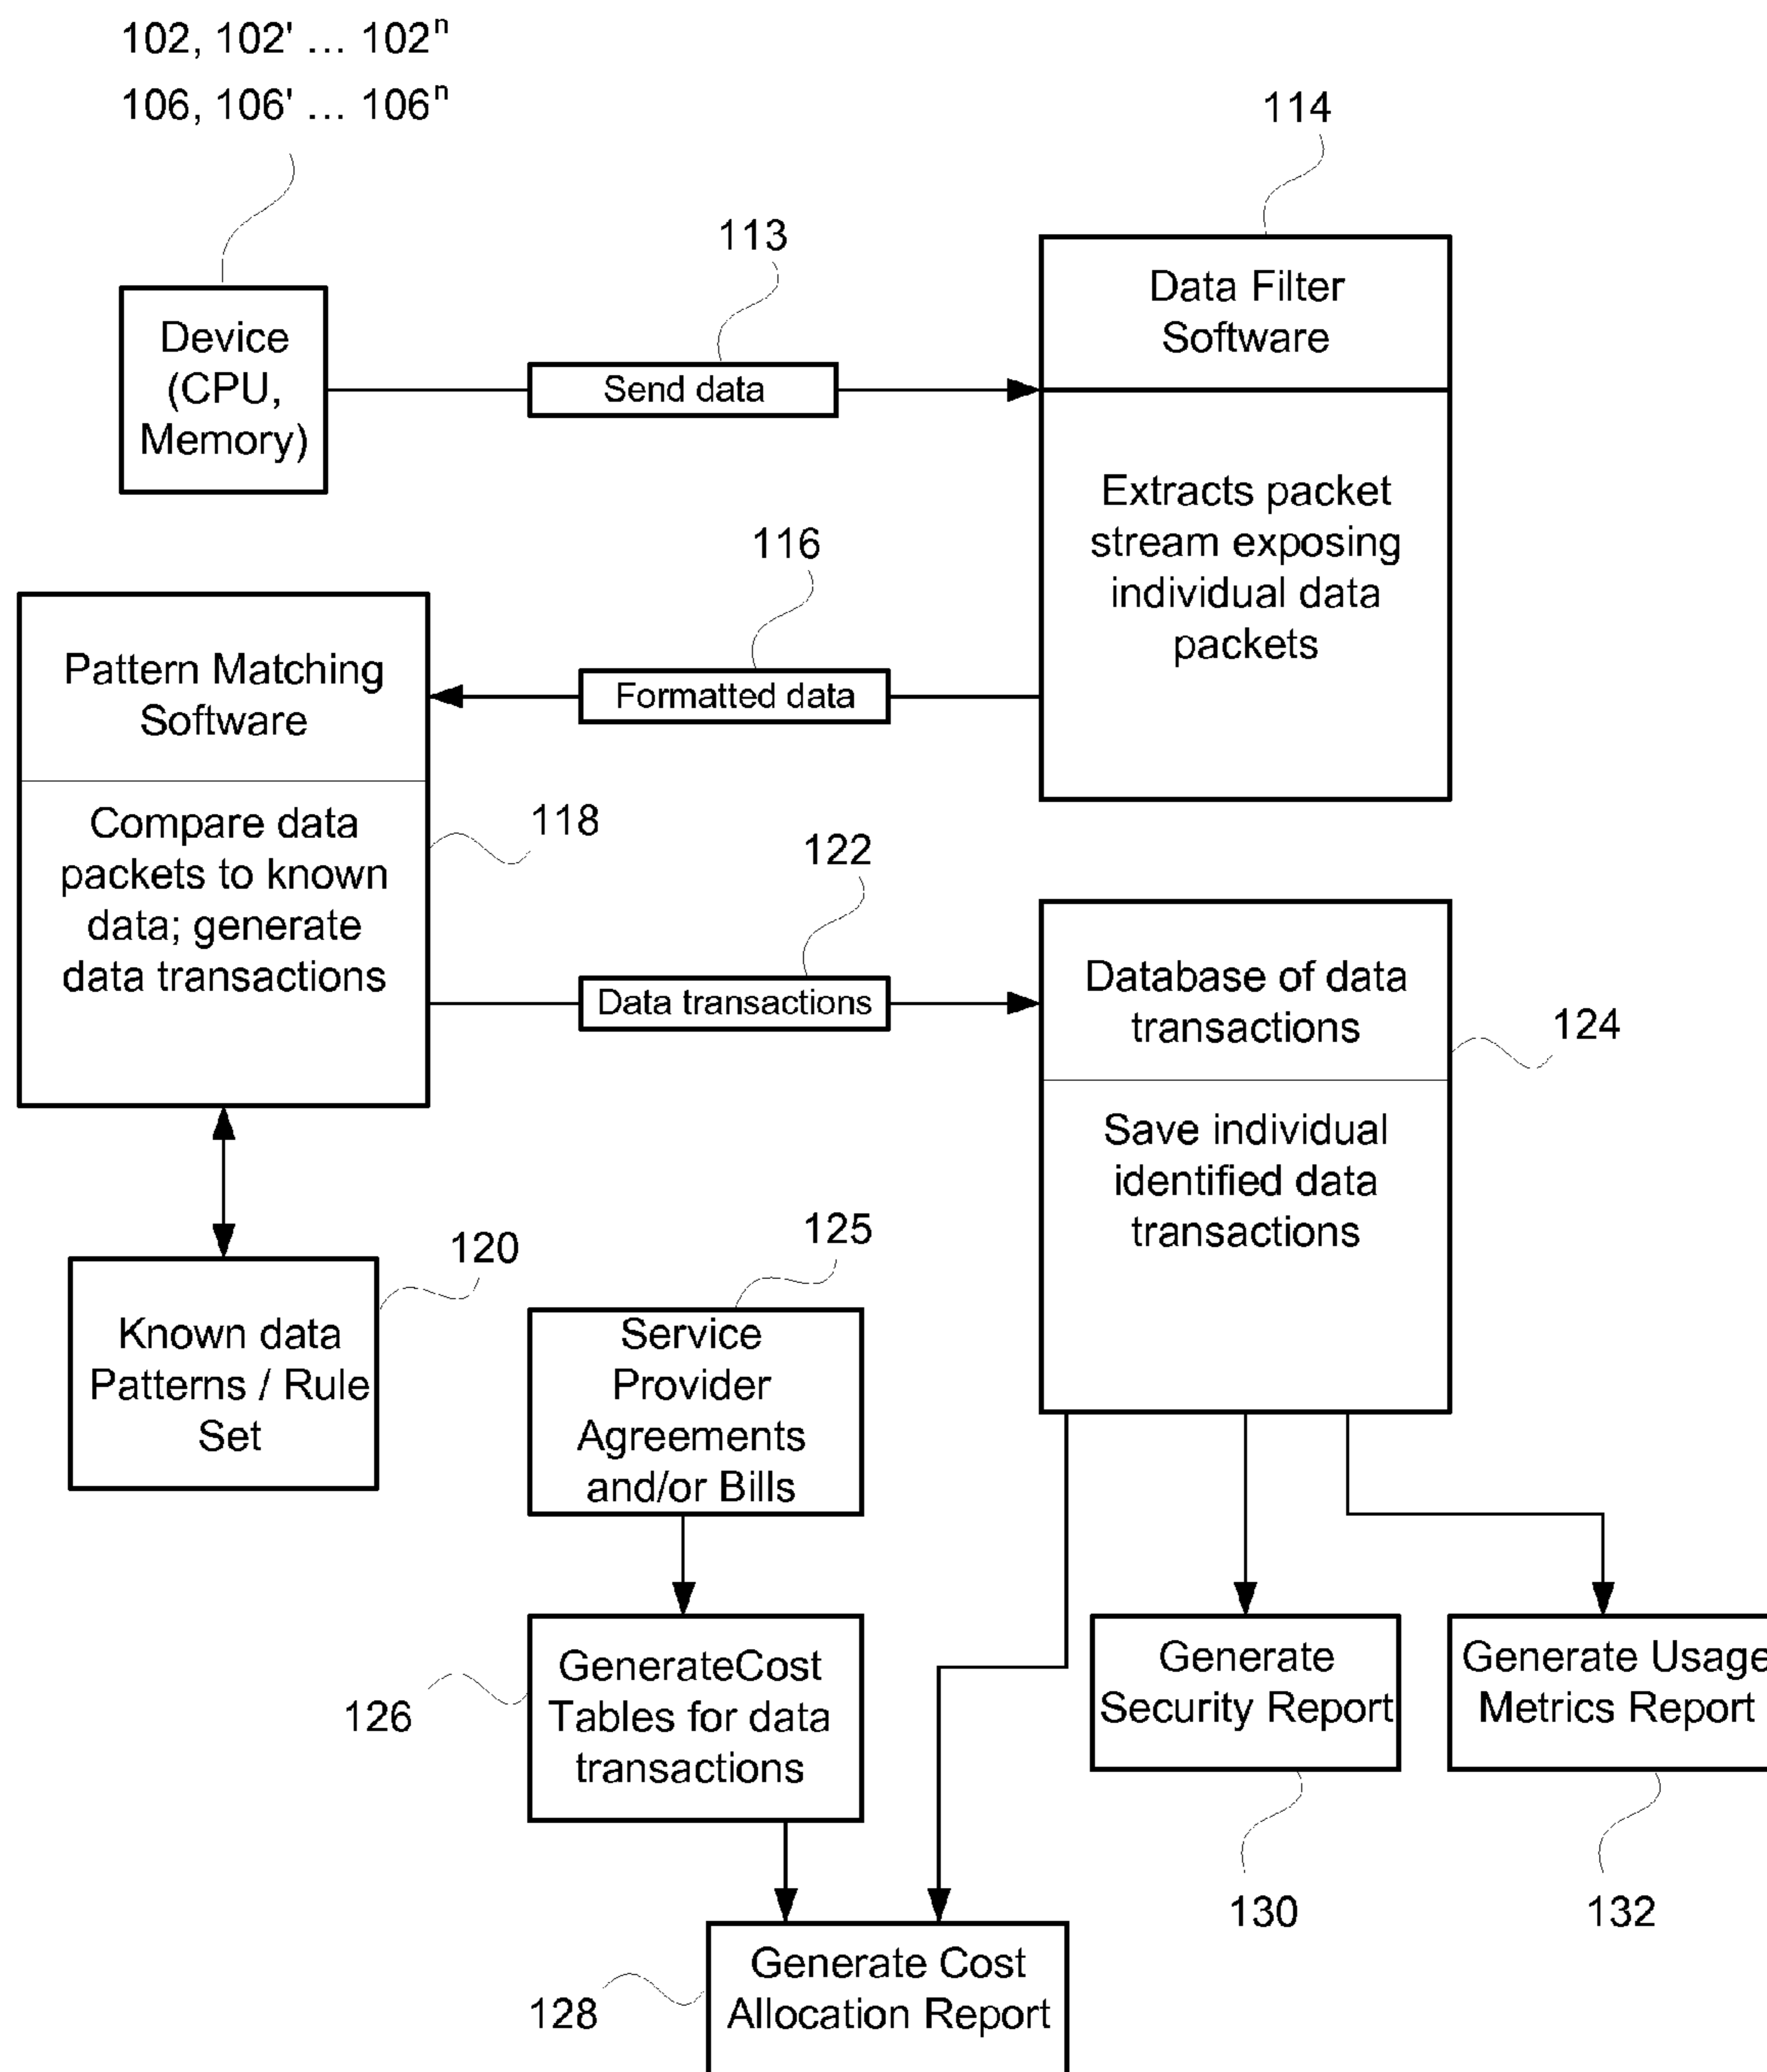 102, 102' ... 102ⁿ
106, 106' ... 106ⁿ
114
113
Device
(CPU,
Memory)
Send data
Data Filter
Software
Extracts packet
stream exposing
individual data
packets
116
Formatted data
Pattern Matching
Software
Compare data
packets to known
data; generate
data transactions
118
122
Data transactions
Database of data
transactions
Save individual
identified data
transactions
124
120
Known data
Patterns / Rule
Set
125
Service
Provider
Agreements
and/or Bills
GenerateCost
Tables for data
transactions
126
Generate
Security Report
Generate Usage
Metrics Report
130
132
Generate Cost
Allocation Report
128